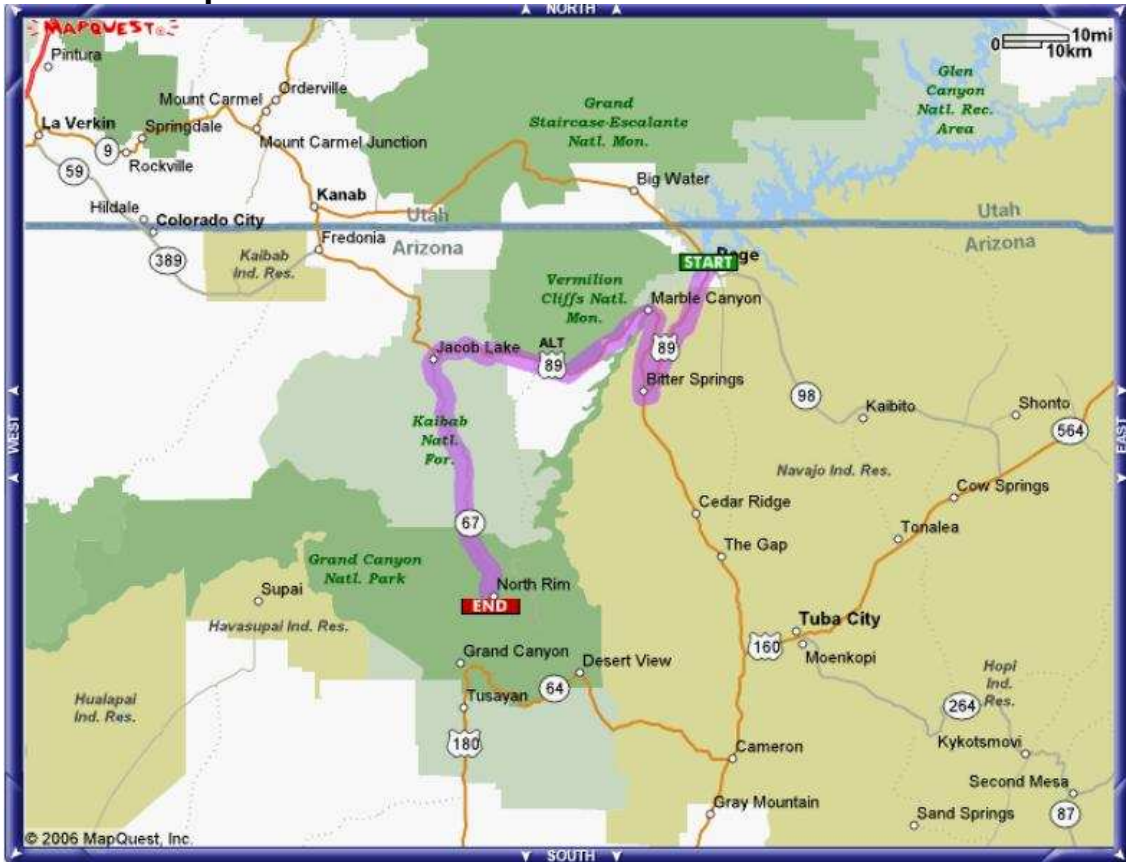 NORTH
MAPQUEST
Pintura
10mi
0
10km
Orderville
Mount Carmel
Grand
Staircase-Escalante
Natl. Mon.
Glen
Canyon
Natl. Rec.
Area
La Verkin
9
Springdale
Rockville
Mount Carmel Junction
59
Big Water
Kanab
Hildale
Colorado City
Utah
Arizona
Utah
Arizona
Fredonia
389
Kaibab
Ind. Res.
START
Page
Vermilion
Cliffs Natl.
Mon.
Marble Canyon
ALT
89
89
Jacob Lake
Bitter Springs
98
Kaibito
Shonto
564
WEST
EAST
Kaibab
Natl.
For.
Navajo Ind. Res.
Cow Springs
Cedar Ridge
67
Tonalea
The Gap
Grand Canyon
Natl. Park
North Rim
END
Supai
Havasupai Ind. Res.
Tuba City
160
Moenkopi
Grand Canyon
Desert View
64
Tusayan
Hopi
Ind.
Res.
Hualapai
Ind. Res.
264
180
Cameron
Kykotsmovi
Second Mesa
Gray Mountain
Sand Springs
87
© 2006 MapQuest, Inc.
SOUTH